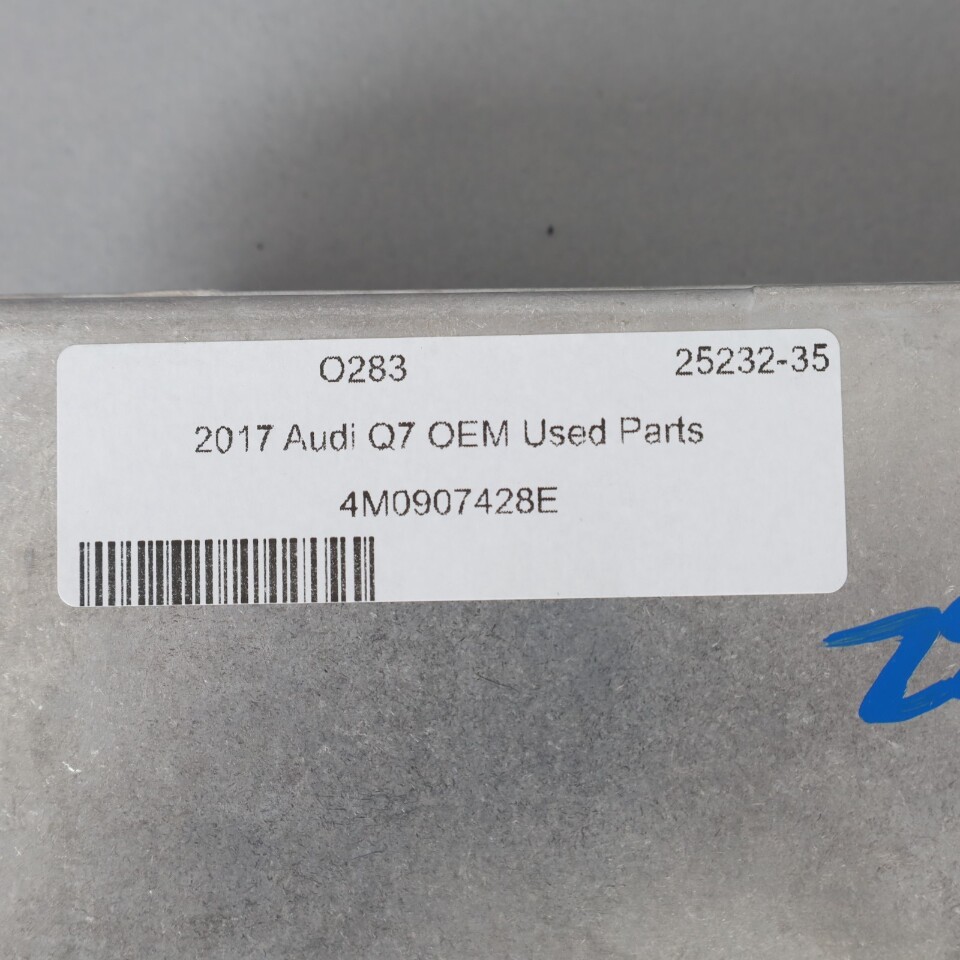 O283 25232-35
2017 Audi Q7 OEM Used Parts
4M0907428E